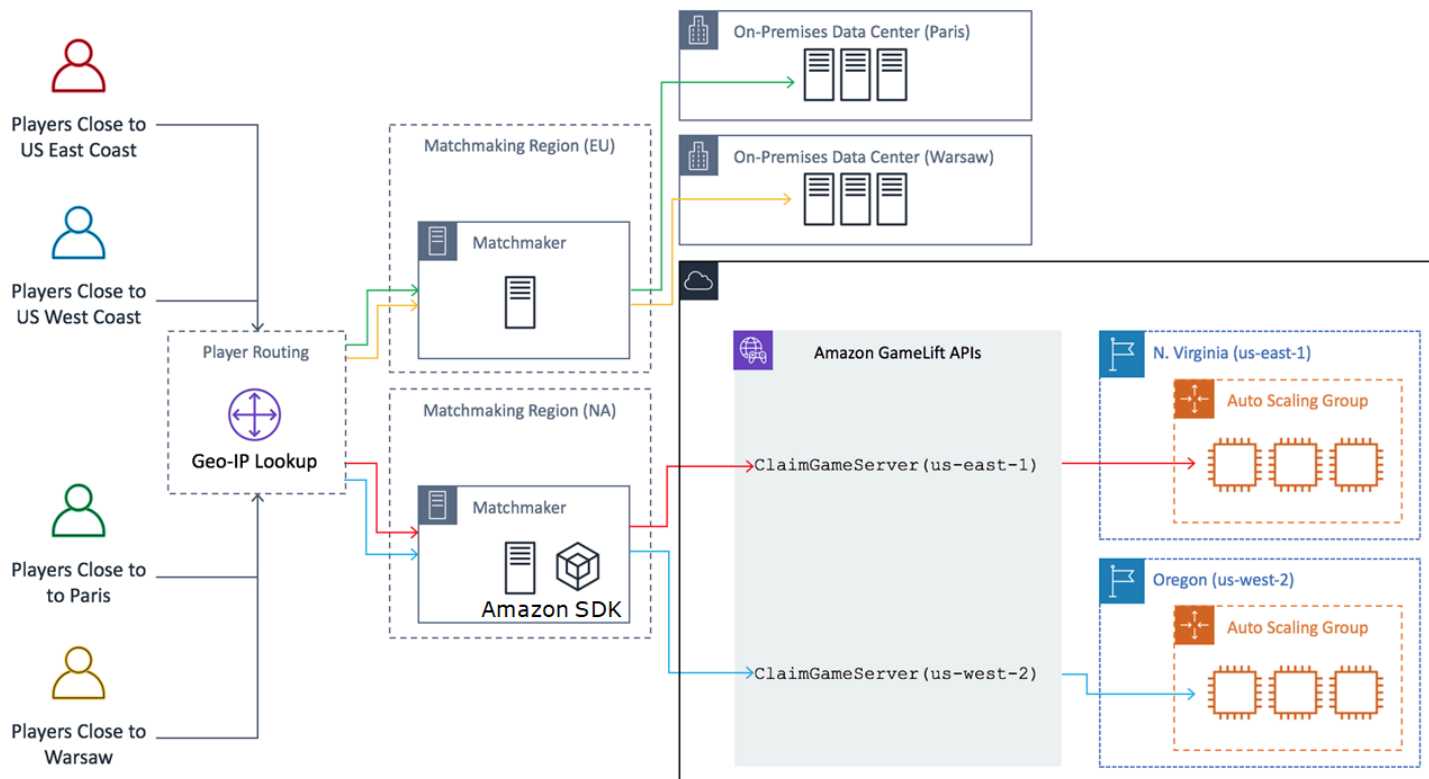 Players Close to
US East Coast
Players Close to
US West Coast
Player Routing
Geo-IP Lookup
Players Close to
to Paris
Players Close to
Warsaw
Matchmaking Region (EU)
Matchmaker
Matchmaking Region (NA)
Matchmaker
Amazon SDK
On-Premises Data Center (Paris)
On-Premises Data Center (Warsaw)
Amazon GameLift APIs
ClaimGameServer(us-east-1)
ClaimGameServer(us-west-2)
N. Virginia (us-east-1)
Auto Scaling Group
Oregon (us-west-2)
Auto Scaling Group